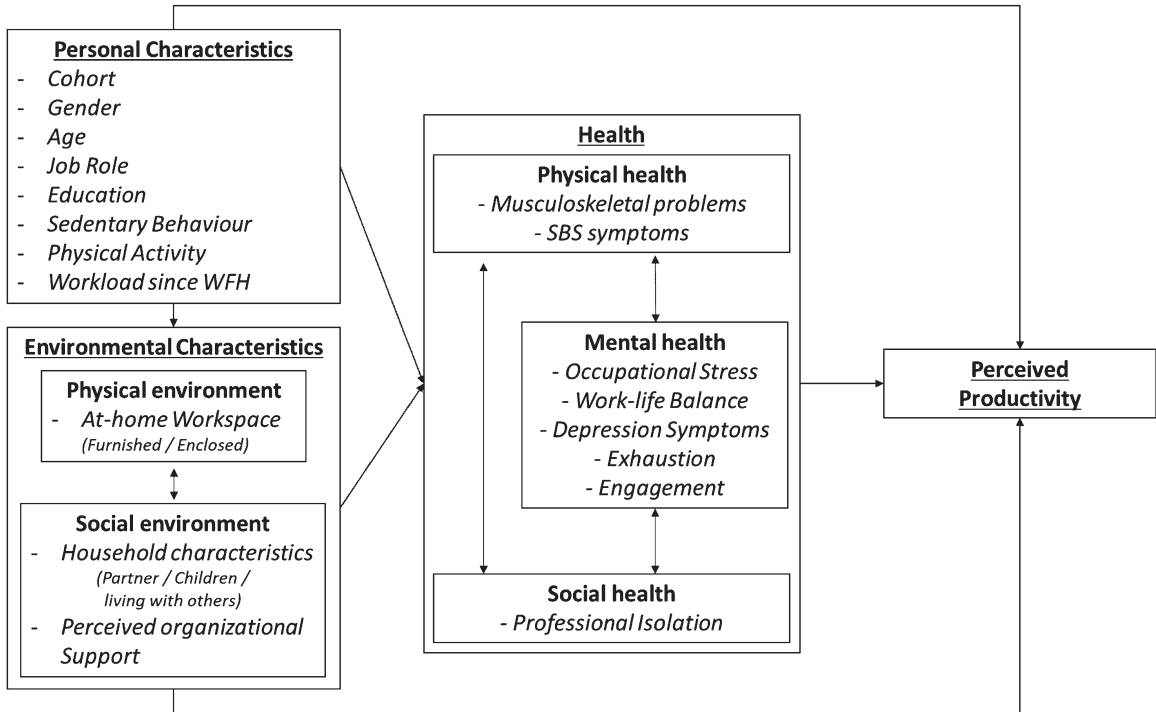 Personal Characteristics
- Cohort
- Gender
- Age
- Job Role
- Education
- Sedentary Behaviour
- Physical Activity
- Workload since WFH
Environmental Characteristics
Physical environment
- At-home Workspace
(Furnished / Enclosed)
Social environment
- Household characteristics
(Partner / Children /
living with others)
- Perceived organizational
Support
Health
Physical health
- Musculoskeletal problems
- SBS symptoms
Mental health
- Occupational Stress
- Work-life Balance
- Depression Symptoms
- Exhaustion
- Engagement
Social health
- Professional Isolation
Perceived
Productivity